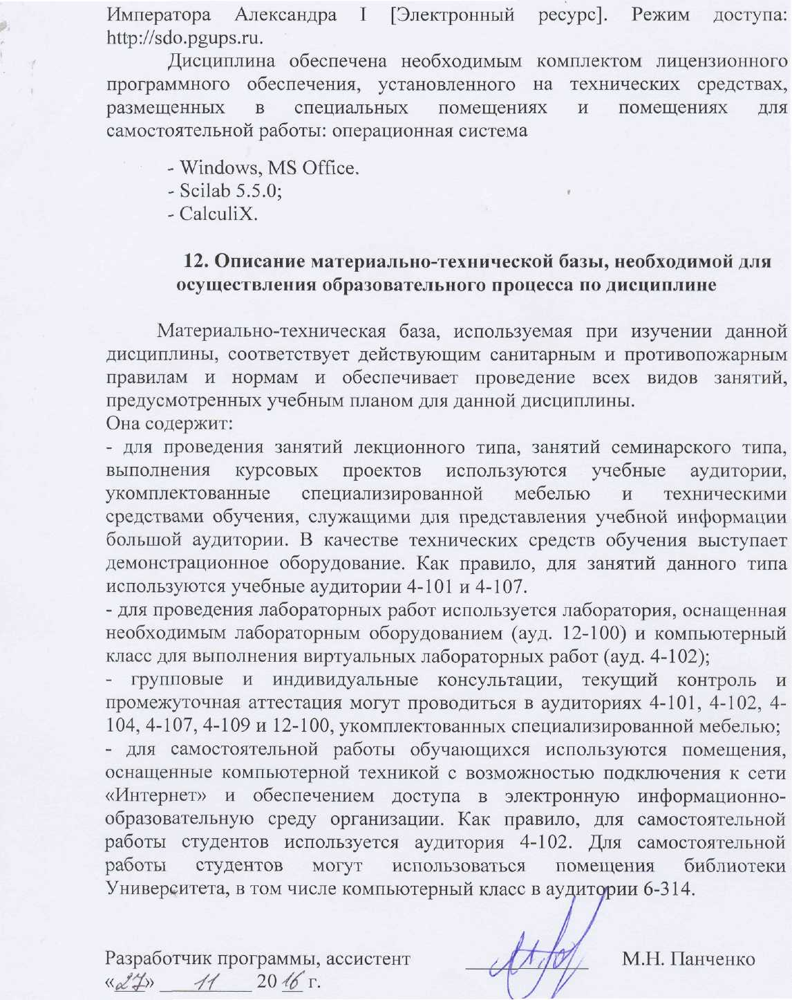 Императора Александра I [Электронный ресурс]. Режим доступа:
http://sdo.pgups.ru.
Дисциплина обеспечена необходимым комплектом лицензионного
программного обеспечения, установленного на технических средствах,
размещенных в специальных помещениях и помещениях для
самостоятельной работы: операционная система
- Windows, MS Office.
- Scilab 5.5.0;
- CalculiX.
12. Описание материально-технической базы, необходимой для
осуществления образовательного процесса по дисциплине
Материально-техническая база, используемая при изучении данной
дисциплины, соответствует действующим санитарным и противопожарным
правилам и нормам и обеспечивает проведение всех видов занятий,
предусмотренных учебным планом для данной дисциплины.
Она содержит:
- для проведения занятий лекционного типа, занятий семинарского типа,
выполнения курсовых проектов используются учебные аудитории,
укомплектованные специализированной мебелью и техническими
средствами обучения, служащими для представления учебной информации
большой аудитории. В качестве технических средств обучения выступает
демонстрационное оборудование. Как правило, для занятий данного типа
используются учебные аудитории 4-101 и 4-107.
- для проведения лабораторных работ используется лаборатория, оснащенная
необходимым лабораторным оборудованием (ауд. 12-100) и компьютерный
класс для выполнения виртуальных лабораторных работ (ауд. 4-102);
- групповые и индивидуальные консультации, текущий контроль и
промежуточная аттестация могут проводиться в аудиториях 4-101, 4-102, 4-
104, 4-107, 4-109 и 12-100, укомплектованных специализированной мебелью;
- для самостоятельной работы обучающихся используются помещения,
оснащенные компьютерной техникой с возможностью подключения к сети
«Интернет» и обеспечением доступа в электронную информационно-
образовательную среду организации. Как правило, для самостоятельной
работы студентов используется аудитория 4-102. Для самостоятельной
работы студентов могут использоваться помещения библиотеки
Университета, в том числе компьютерный класс в аудитории 6-314.
Разработчик программы, ассистент М.Н. Панченко
«27» 11 2016 г.